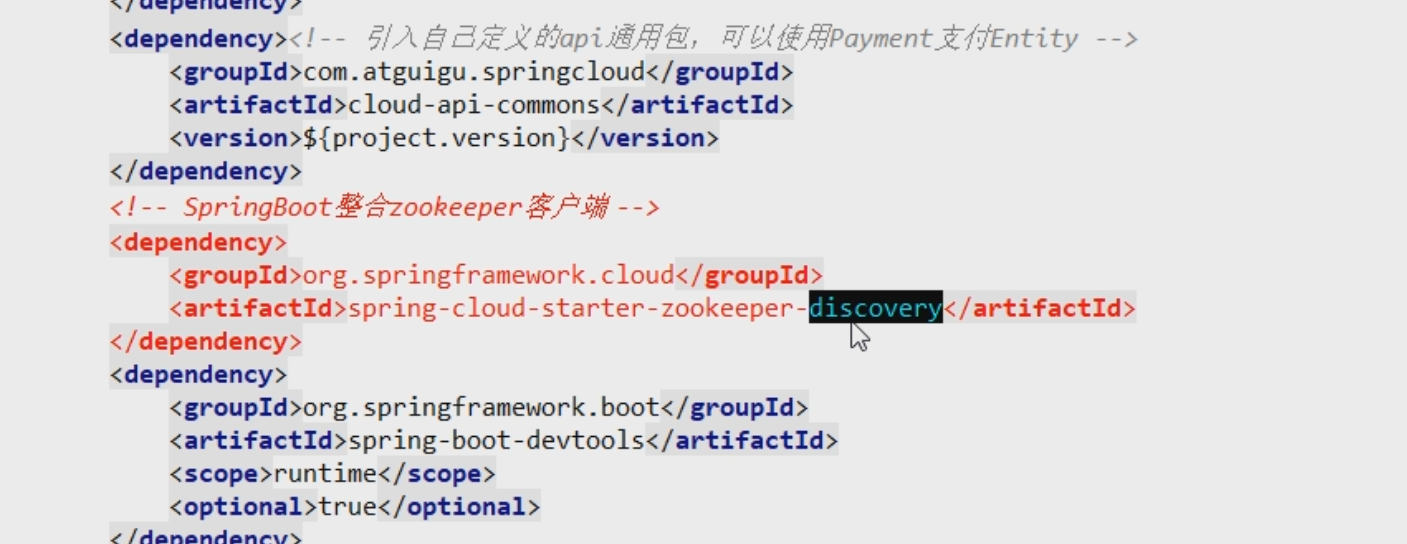 </dependency>
<dependency><!-- 引入自己定义的api通用包，可以使用Payment支付Entity -->
<groupId>com.atguigu.springcloud</groupId>
<artifactId>cloud-api-commons</artifactId>
<version>${project.version}</version>
</dependency>
<!-- SpringBoot整合zookeeper客户端 -->
<dependency>
<groupId>org.springframework.cloud</groupId>
<artifactId>spring-cloud-starter-zookeeper-discovery</artifactId>
</dependency>
<dependency>
<groupId>org.springframework.boot</groupId>
<artifactId>spring-boot-devtools</artifactId>
<scope>runtime</scope>
<optional>true</optional>
</dependency>